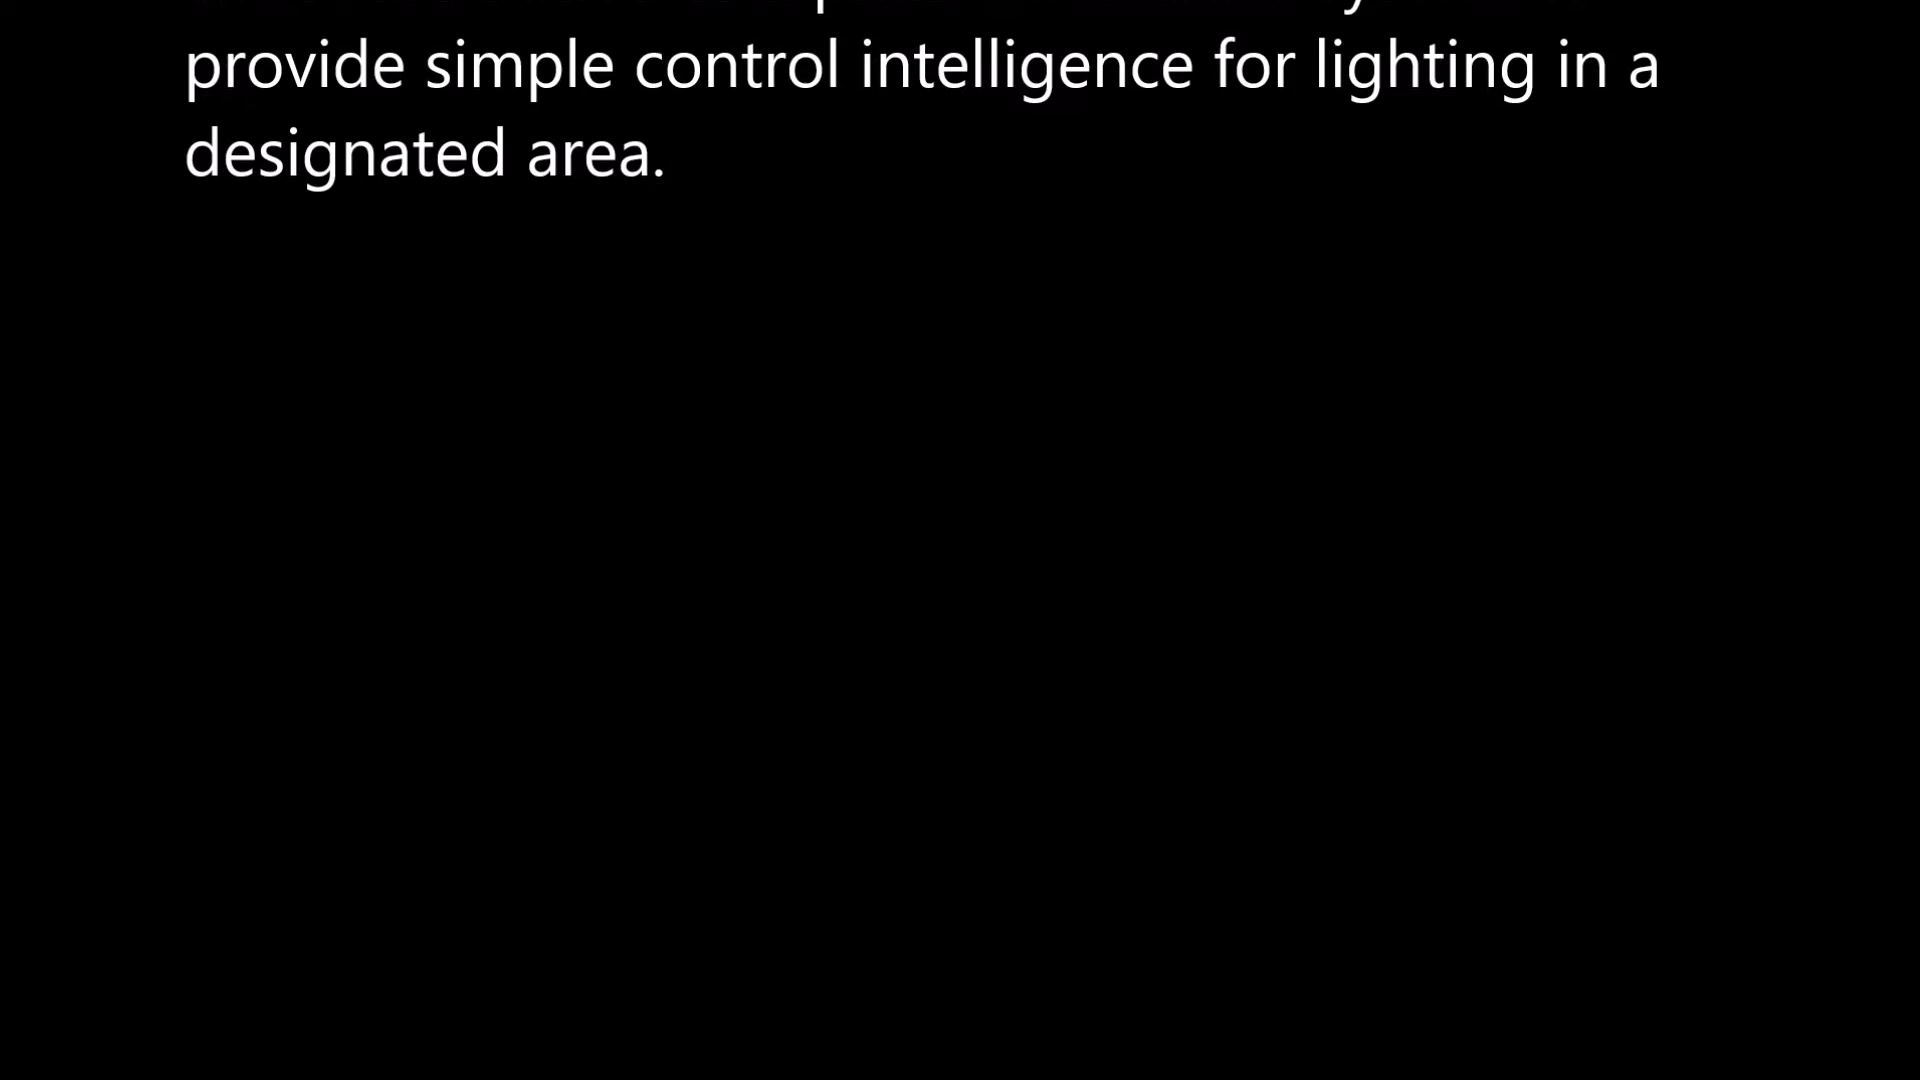 provide simple control intelligence for lighting in a
designated area.